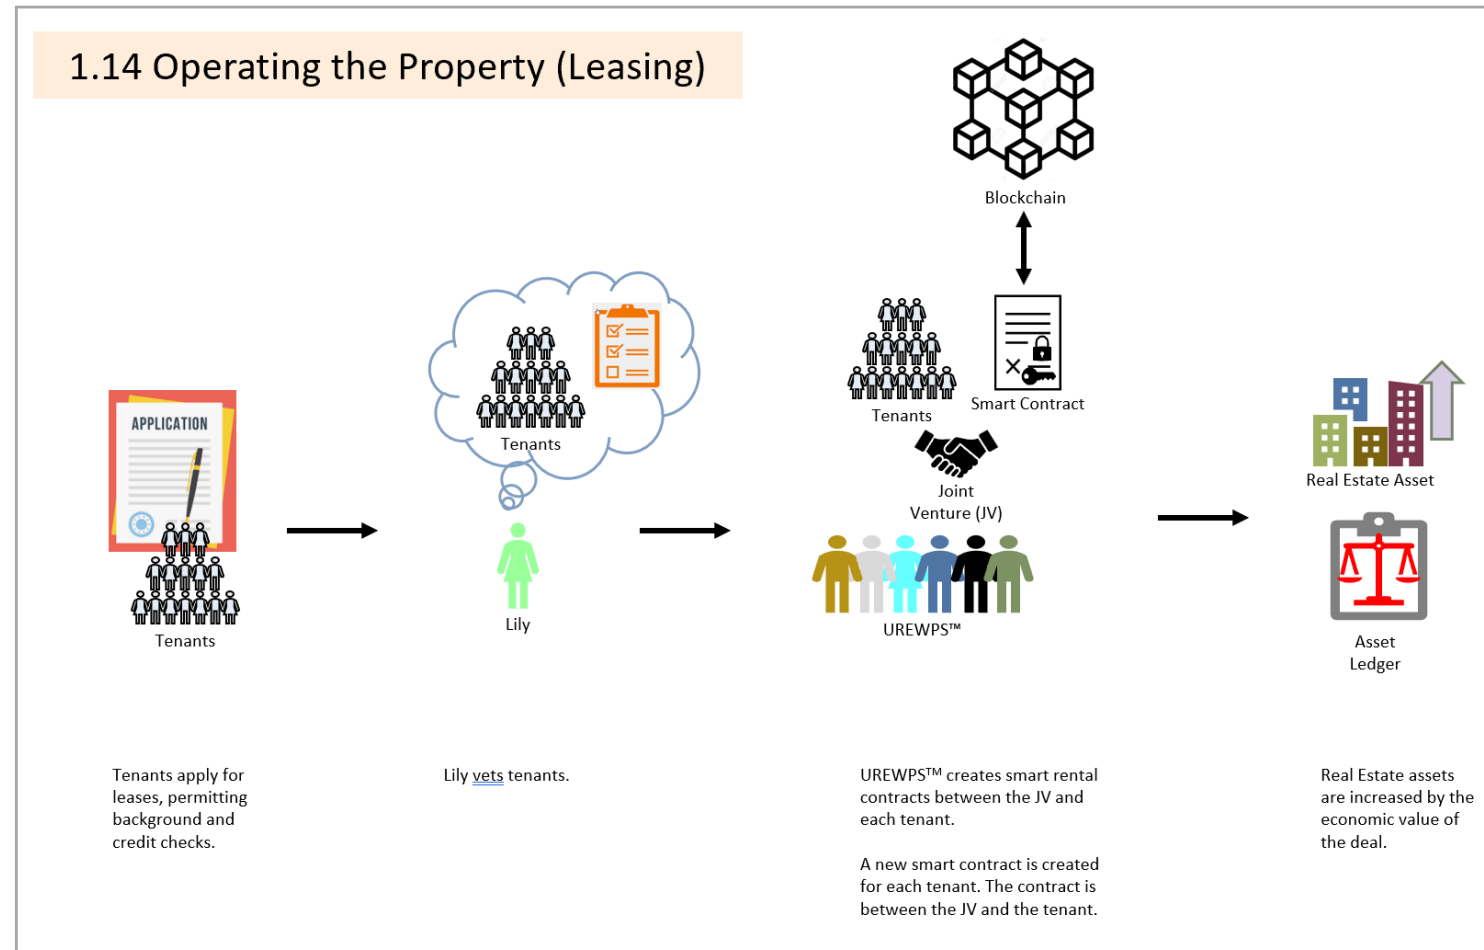 1.14 Operating the Property (Leasing)
Blockchain
APPLICATION
Tenants
Tenants
Lily
Tenants
Smart Contract
Joint
Venture (JV)
UREWPS™
Real Estate Asset
Asset
Ledger
Tenants apply for
leases, permitting
background and
credit checks.
Lily vets tenants.
UREWPS™ creates smart rental
contracts between the JV and
each tenant.
A new smart contract is created
for each tenant. The contract is
between the JV and the tenant.
Real Estate assets
are increased by the
economic value of
the deal.